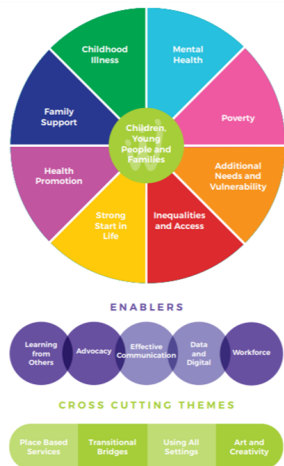 Childhood
Illness
Mental
Health
Family
Support
Poverty
Children,
Young
People and
Families
Health
Promotion
Additional
Needs and
Vulnerability
Strong
Start in
Life
Inequalities
and Access
ENABLERS
Learning
from
Others
Advocacy
Effective
Communication
Data
and
Digital
Workforce
CROSS CUTTING THEMES
Place Based
Services
Transitional
Bridges
Using All
Settings
Art and
Creativity